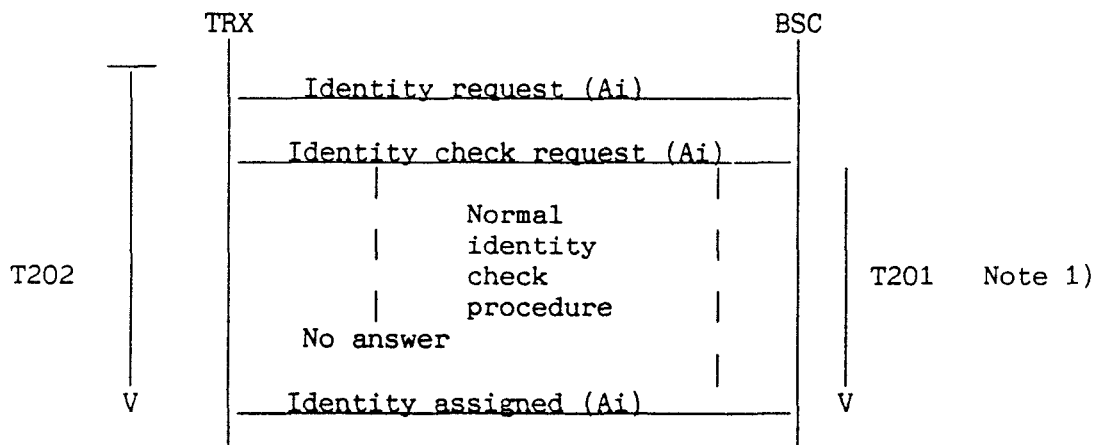 TRX BSC
Identity request (Ai)
Identity check request (Ai)
Normal
identity
T202 check T201 Note 1)
procedure
No answer
V Identity assigned (Ai) V